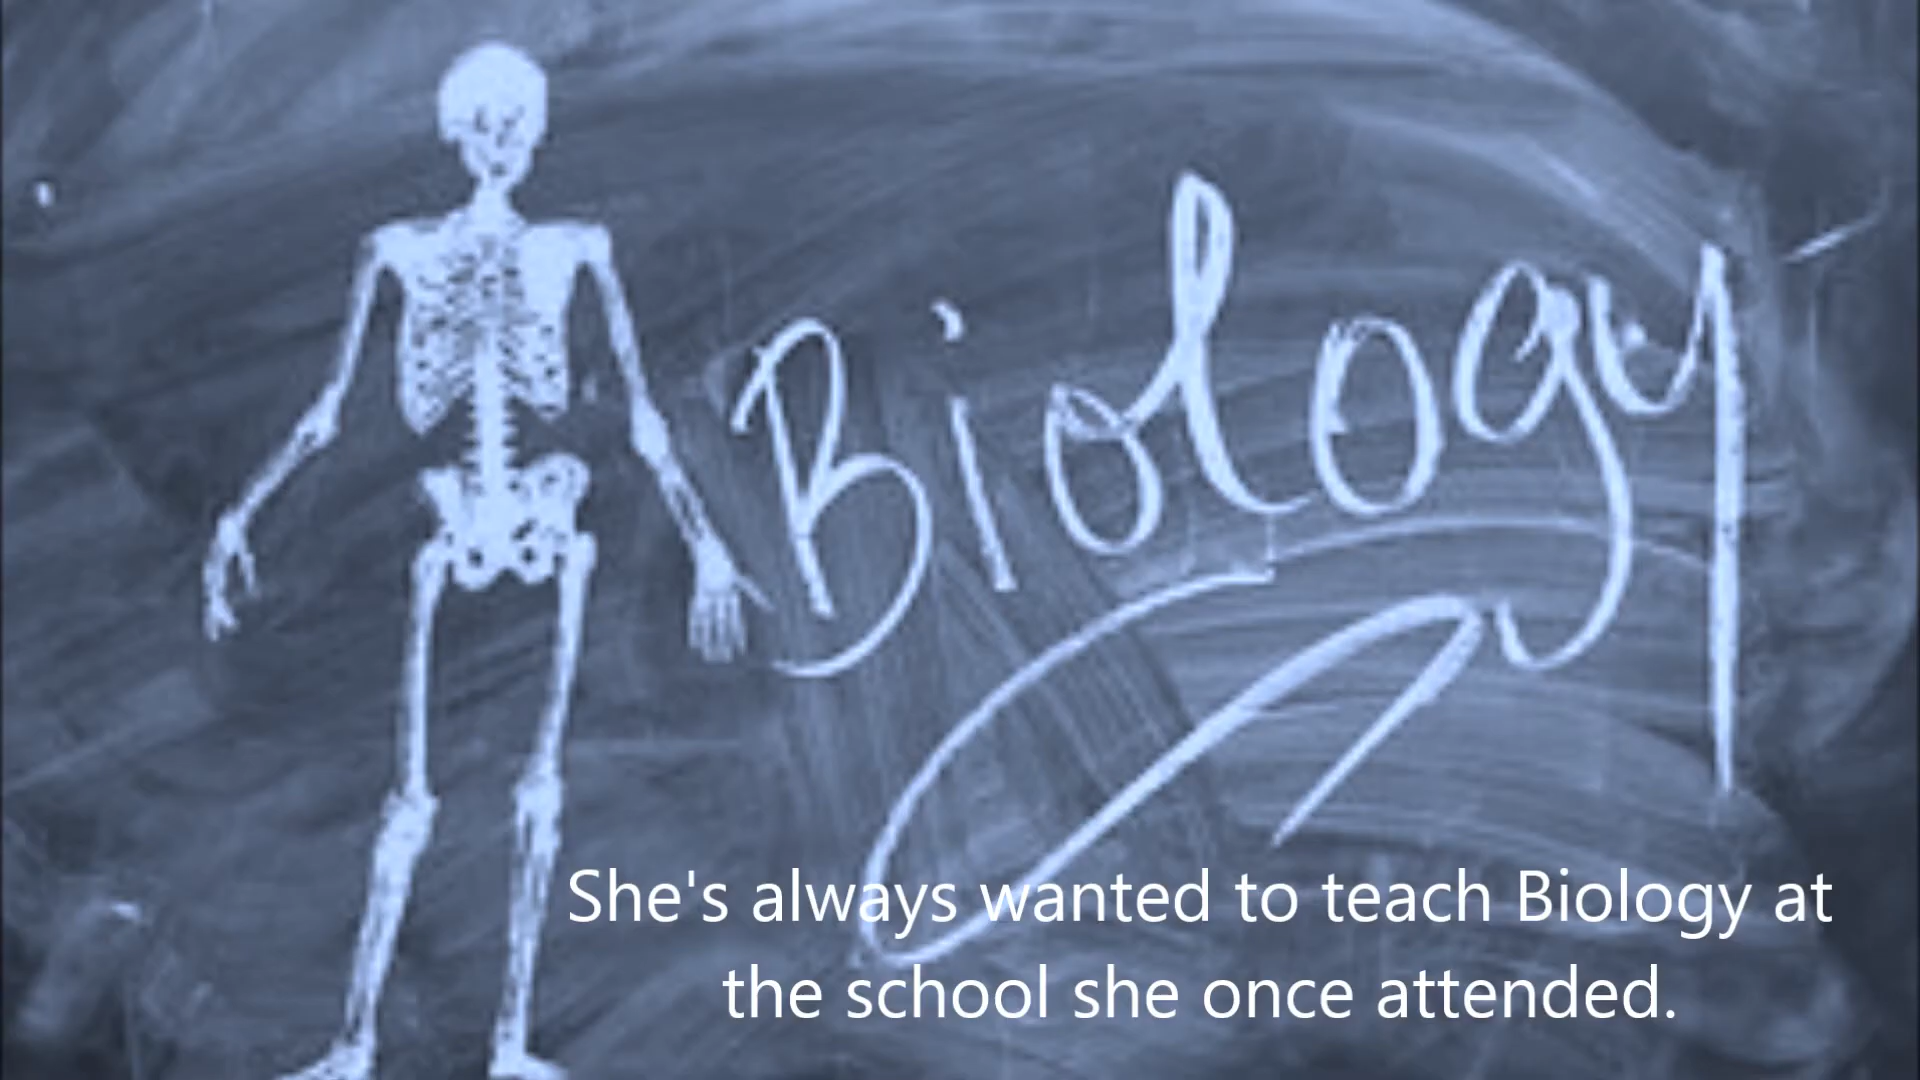 Biology
She's always wanted to teach Biology at
the school she once attended.